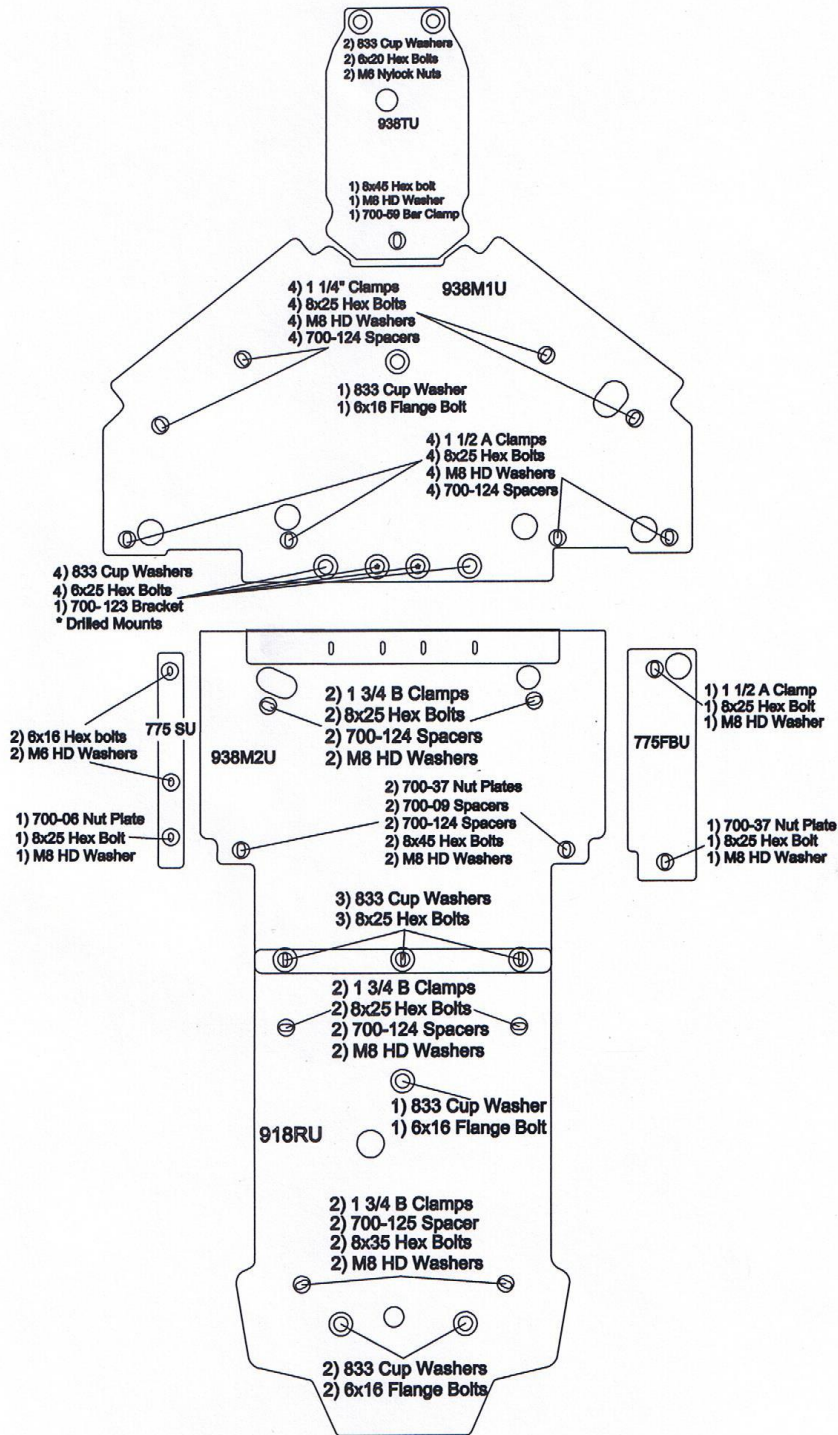 2) 833 Cup Washers
2) 6x20 Hex Bolts
2) M6 Nylock Nuts
938TU
1) 8x45 Hex bolt
1) M8 HD Washer
1) 700-59 Bar Clamp
938M1U
4) 1 1/4" Clamps
4) 8x25 Hex Bolts
4) M8 HD Washers
4) 700-124 Spacers
1) 833 Cup Washer
1) 6x16 Flange Bolt
4) 1 1/2 A Clamps
4) 8x25 Hex Bolts
4) M8 HD Washers
4) 700-124 Spacers
4) 833 Cup Washers
4) 6x25 Hex Bolts
1) 700-123 Bracket
* Drilled Mounts
775 SU
2) 6x16 Hex bolts
2) M6 HD Washers
1) 700-06 Nut Plate
1) 8x25 Hex Bolt
1) M8 HD Washer
938M2U
2) 1 3/4 B Clamps
2) 8x25 Hex Bolts
2) 700-124 Spacers
2) M8 HD Washers
2) 700-37 Nut Plates
2) 700-09 Spacers
2) 700-124 Spacers
2) 8x45 Hex Bolts
2) M8 HD Washers
775FBU
1) 1 1/2 A Clamp
1) 8x25 Hex Bolt
1) M8 HD Washer
1) 700-37 Nut Plate
1) 8x25 Hex Bolt
1) M8 HD Washer
3) 833 Cup Washers
3) 8x25 Hex Bolts
2) 1 3/4 B Clamps
2) 8x25 Hex Bolts
2) 700-124 Spacers
2) M8 HD Washers
1) 833 Cup Washer
1) 6x16 Flange Bolt
918RU
2) 1 3/4 B Clamps
2) 700-125 Spacer
2) 8x35 Hex Bolts
2) M8 HD Washers
2) 833 Cup Washers
2) 6x16 Flange Bolts